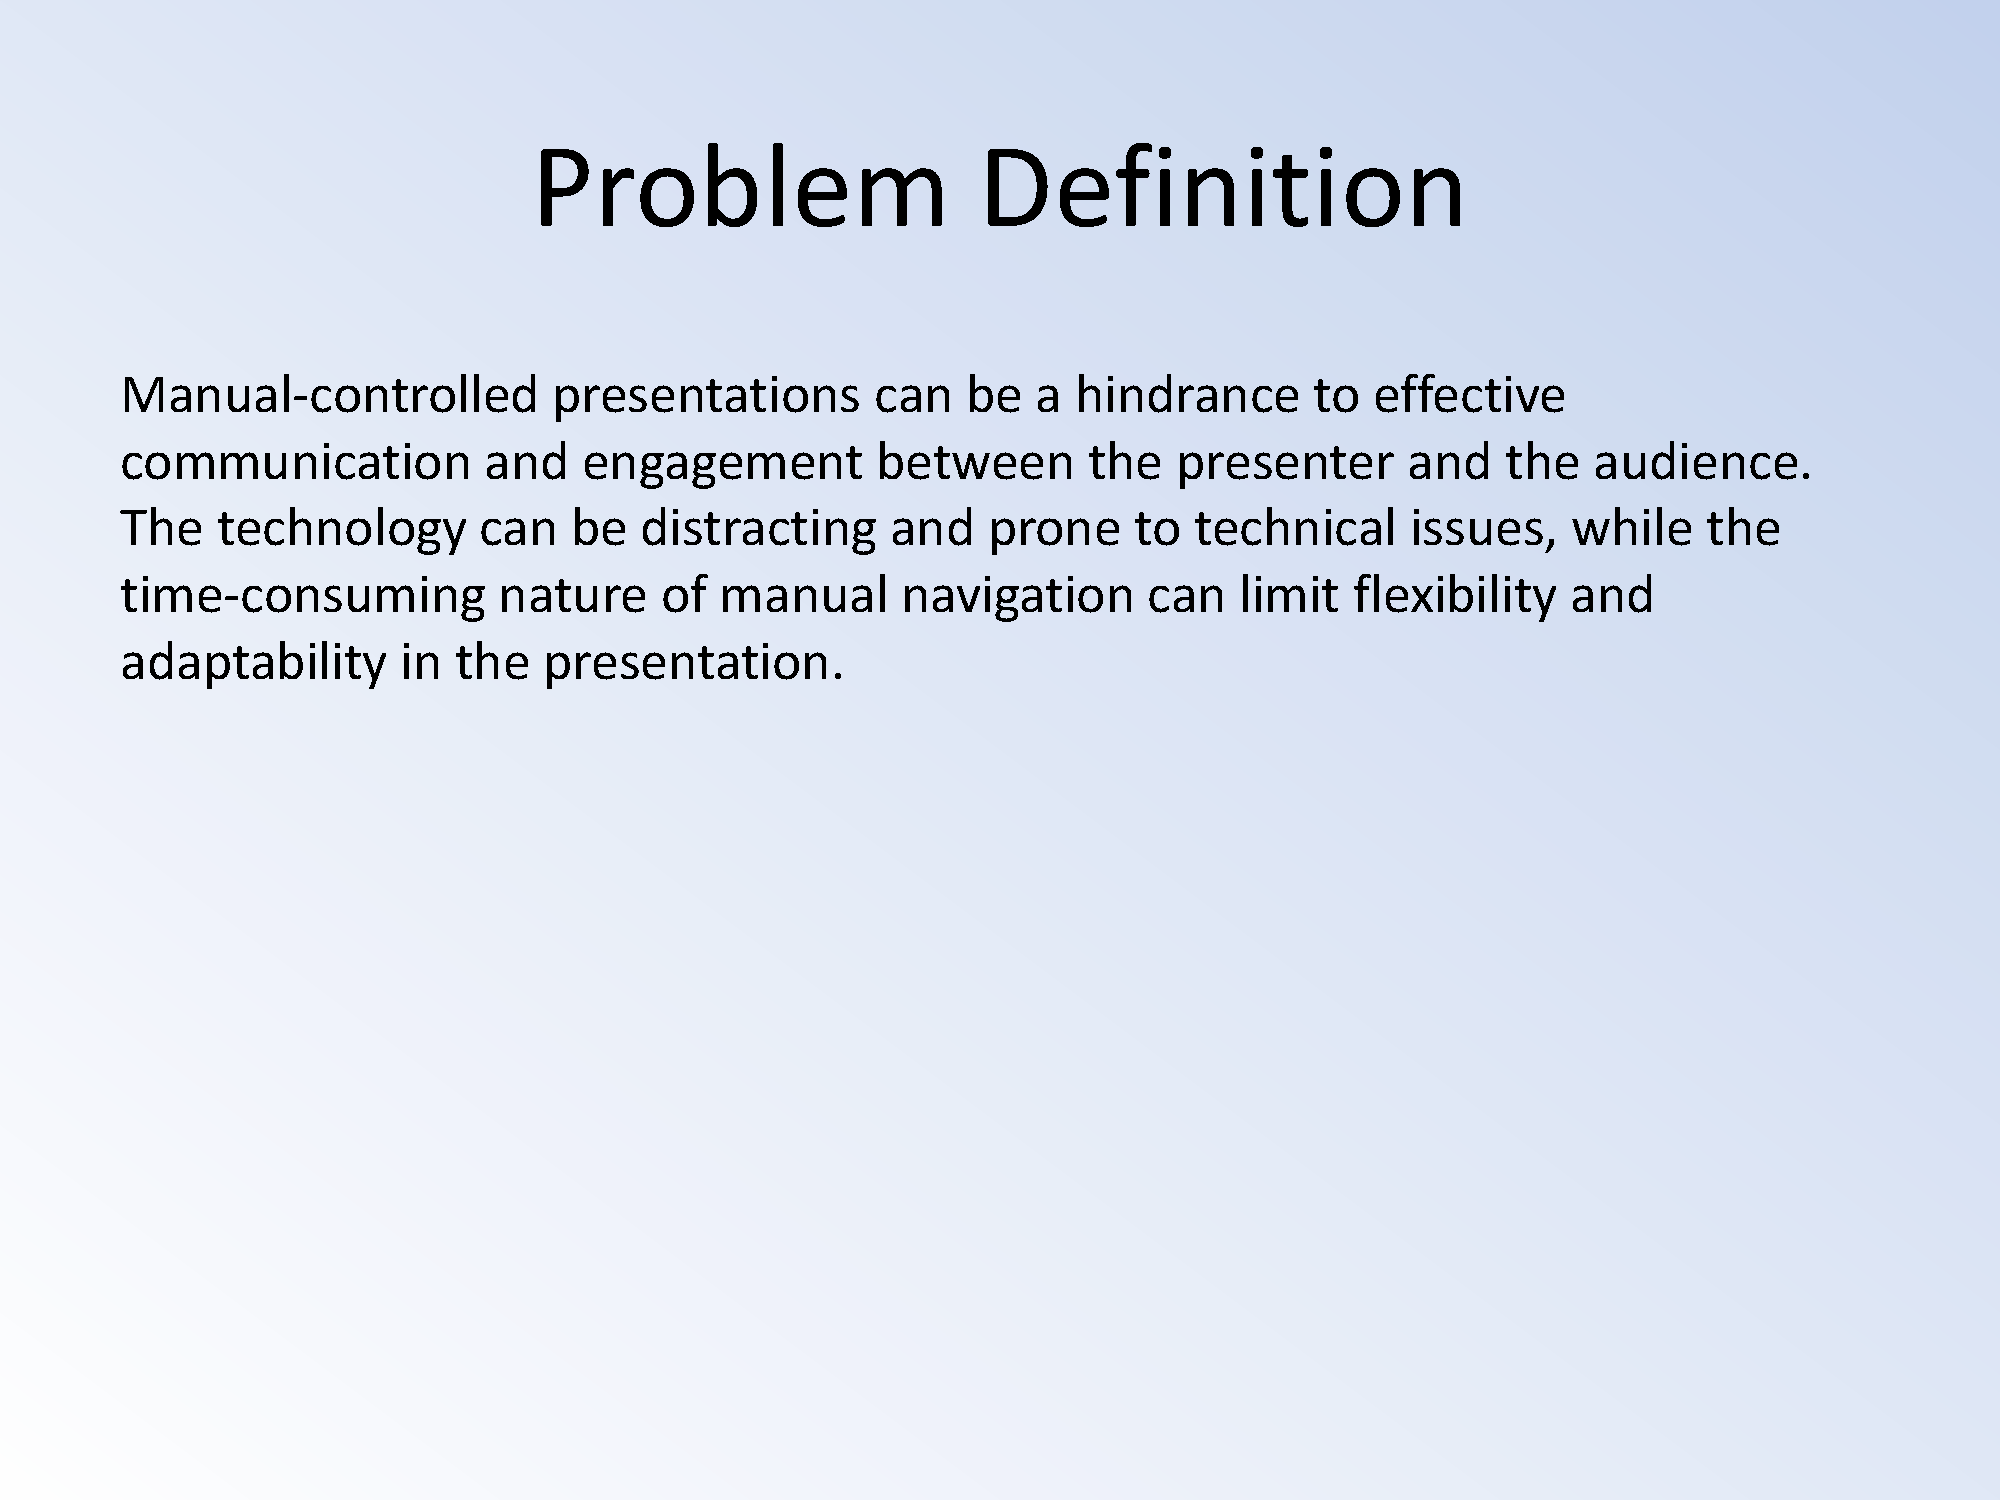 Problem Definition
Manual-controlled presentations can be a hindrance to effective
communication and engagement between the presenter and the audience.
The technology can be distracting and prone to technical issues, while the
time-consuming nature of manual navigation can limit flexibility and
adaptability in the presentation.